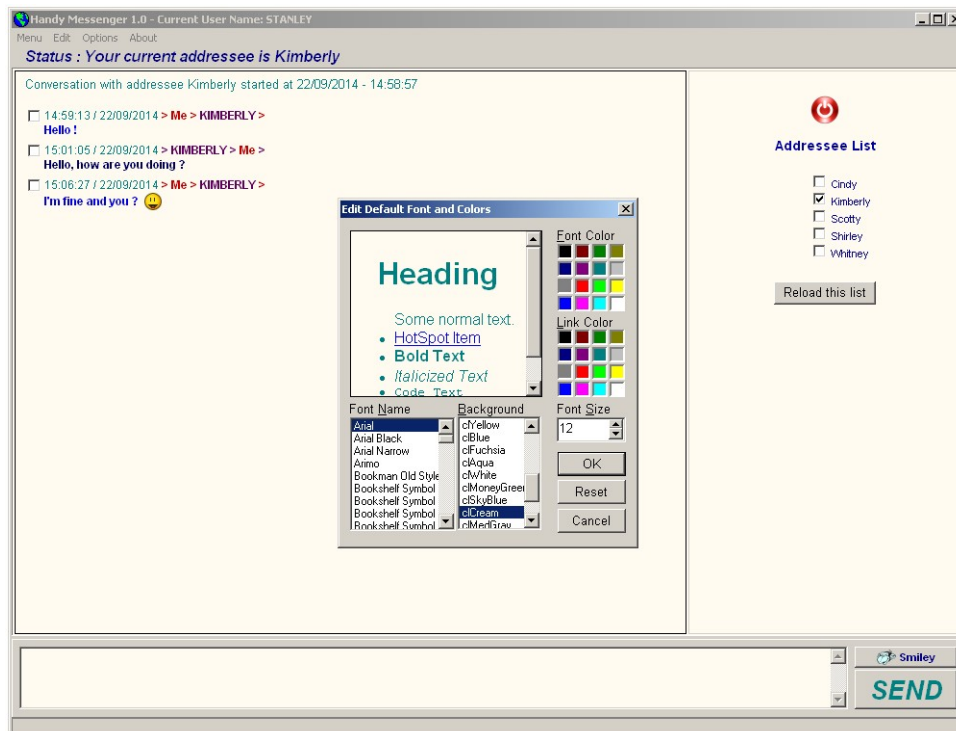 Handy Messenger 1.0 - Current User Name: STANLEY
Menu Edit Options About
Status : Your current addressee is Kimberly
Conversation with addressee Kimberly started at 22/09/2014 - 14:58:57
14:59:13 / 22/09/2014 > Me > KIMBERLY >
Hello !
15:01:05 / 22/09/2014 > KIMBERLY > Me >
Hello, how are you doing ?
15:06:27 / 22/09/2014 > Me > KIMBERLY >
I'm fine and you ?
Edit Default Font and Colors
Heading
Some normal text.
HotSpot Item
Bold Text
Italicized Text
Code Text
Font Color
Link Color
Font Name
Arial
Arial Black
Arial Narrow
Arimo
Bookman Old Style
Bookshelf Symbol
Bookshelf Symbol
Bookshelf Symbol
Bookshelf Symbol
Background
clYellow
clBlue
clFuchsia
clAqua
clWhite
clMoneyGreen
clSkyBlue
clCream
clMedGray
Font Size
12
OK
Reset
Cancel
Addressee List
Cindy
Kimberly
Scotty
Shirley
Whitney
Reload this list
Smiley
SEND